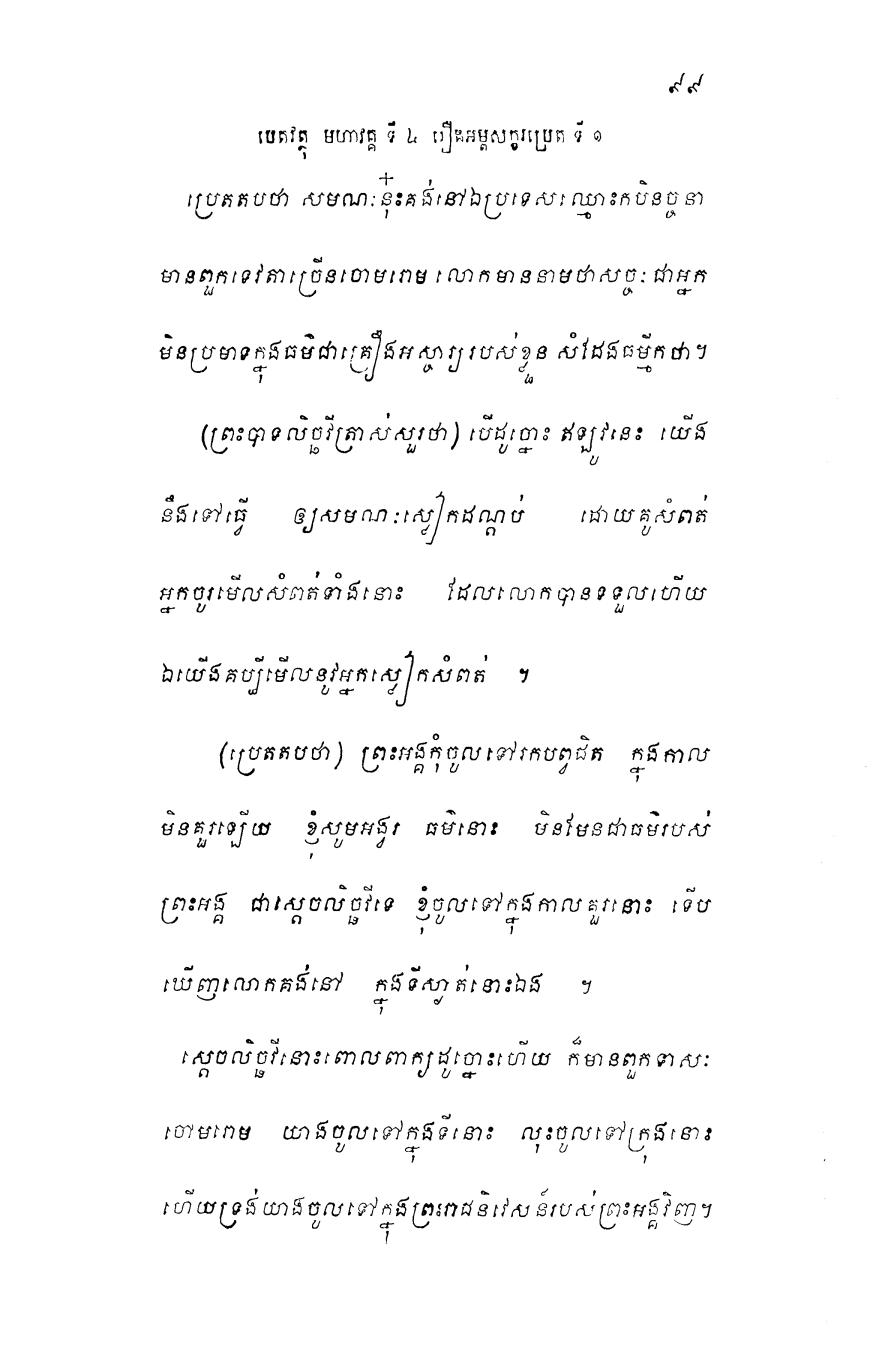 ៩៩
បេតវត្ថុ មហាវគ្គ ទី ៤ រឿងអម្ពសក្ខរប្រេត ទី ១
ប្រេតតបថា សមណៈនុ៎ះគង់នៅឯប្រទេសឈ្មោះកបិនច្ចនា
មានពួកទេវតាច្រើនចោមរោម លោកមាននាមថាសច្ចៈ ជាអ្នក
មិនប្រមាទក្នុងធម៌ជាគ្រឿងអស្ចារ្យរបស់ខ្លួន សំដែងធម្មីកថា។
(ព្រះបាទលិច្ឆវីត្រាស់សួរថា) បើដូច្នោះ ឥឡូវនេះ យើង
នឹងទៅធ្វើ ឲ្យសមណៈស្លៀកដណ្តប់ ដោយគូសំពត់
អ្នកចូរមើលសំពត់ទាំងនោះ ដែលលោកបានទទួលហើយ
ឯយើងគប្បីមើលនូវអ្នកស្លៀកសំពត់ ។
(ប្រេតតបថា) ព្រះអង្គកុំចូលទៅរកបព្វជិត ក្នុងកាល
មិនគួរឡើយ ខ្ញុំសូមអង្វរ ធម៌នោះ មិនមែនជាធម៌របស់
ព្រះអង្គ ជាស្តេចលិច្ឆវីទេ ខ្ញុំចូលទៅក្នុងកាលគួរនោះ ទើប
ឃើញលោកគង់នៅ ក្នុងទីស្ងាត់នោះឯង ។
ស្តេចលិច្ឆវីនោះពោលពាក្យដូច្នោះហើយ ក៏មានពួកទាសៈ
ចោមរោម យាងចូលទៅក្នុងទីនោះ លុះចូលទៅក្រុងនោះ
ហើយទ្រង់យាងចូលទៅក្នុងព្រះរាជនិវេសន៍របស់ព្រះអង្គវិញ។